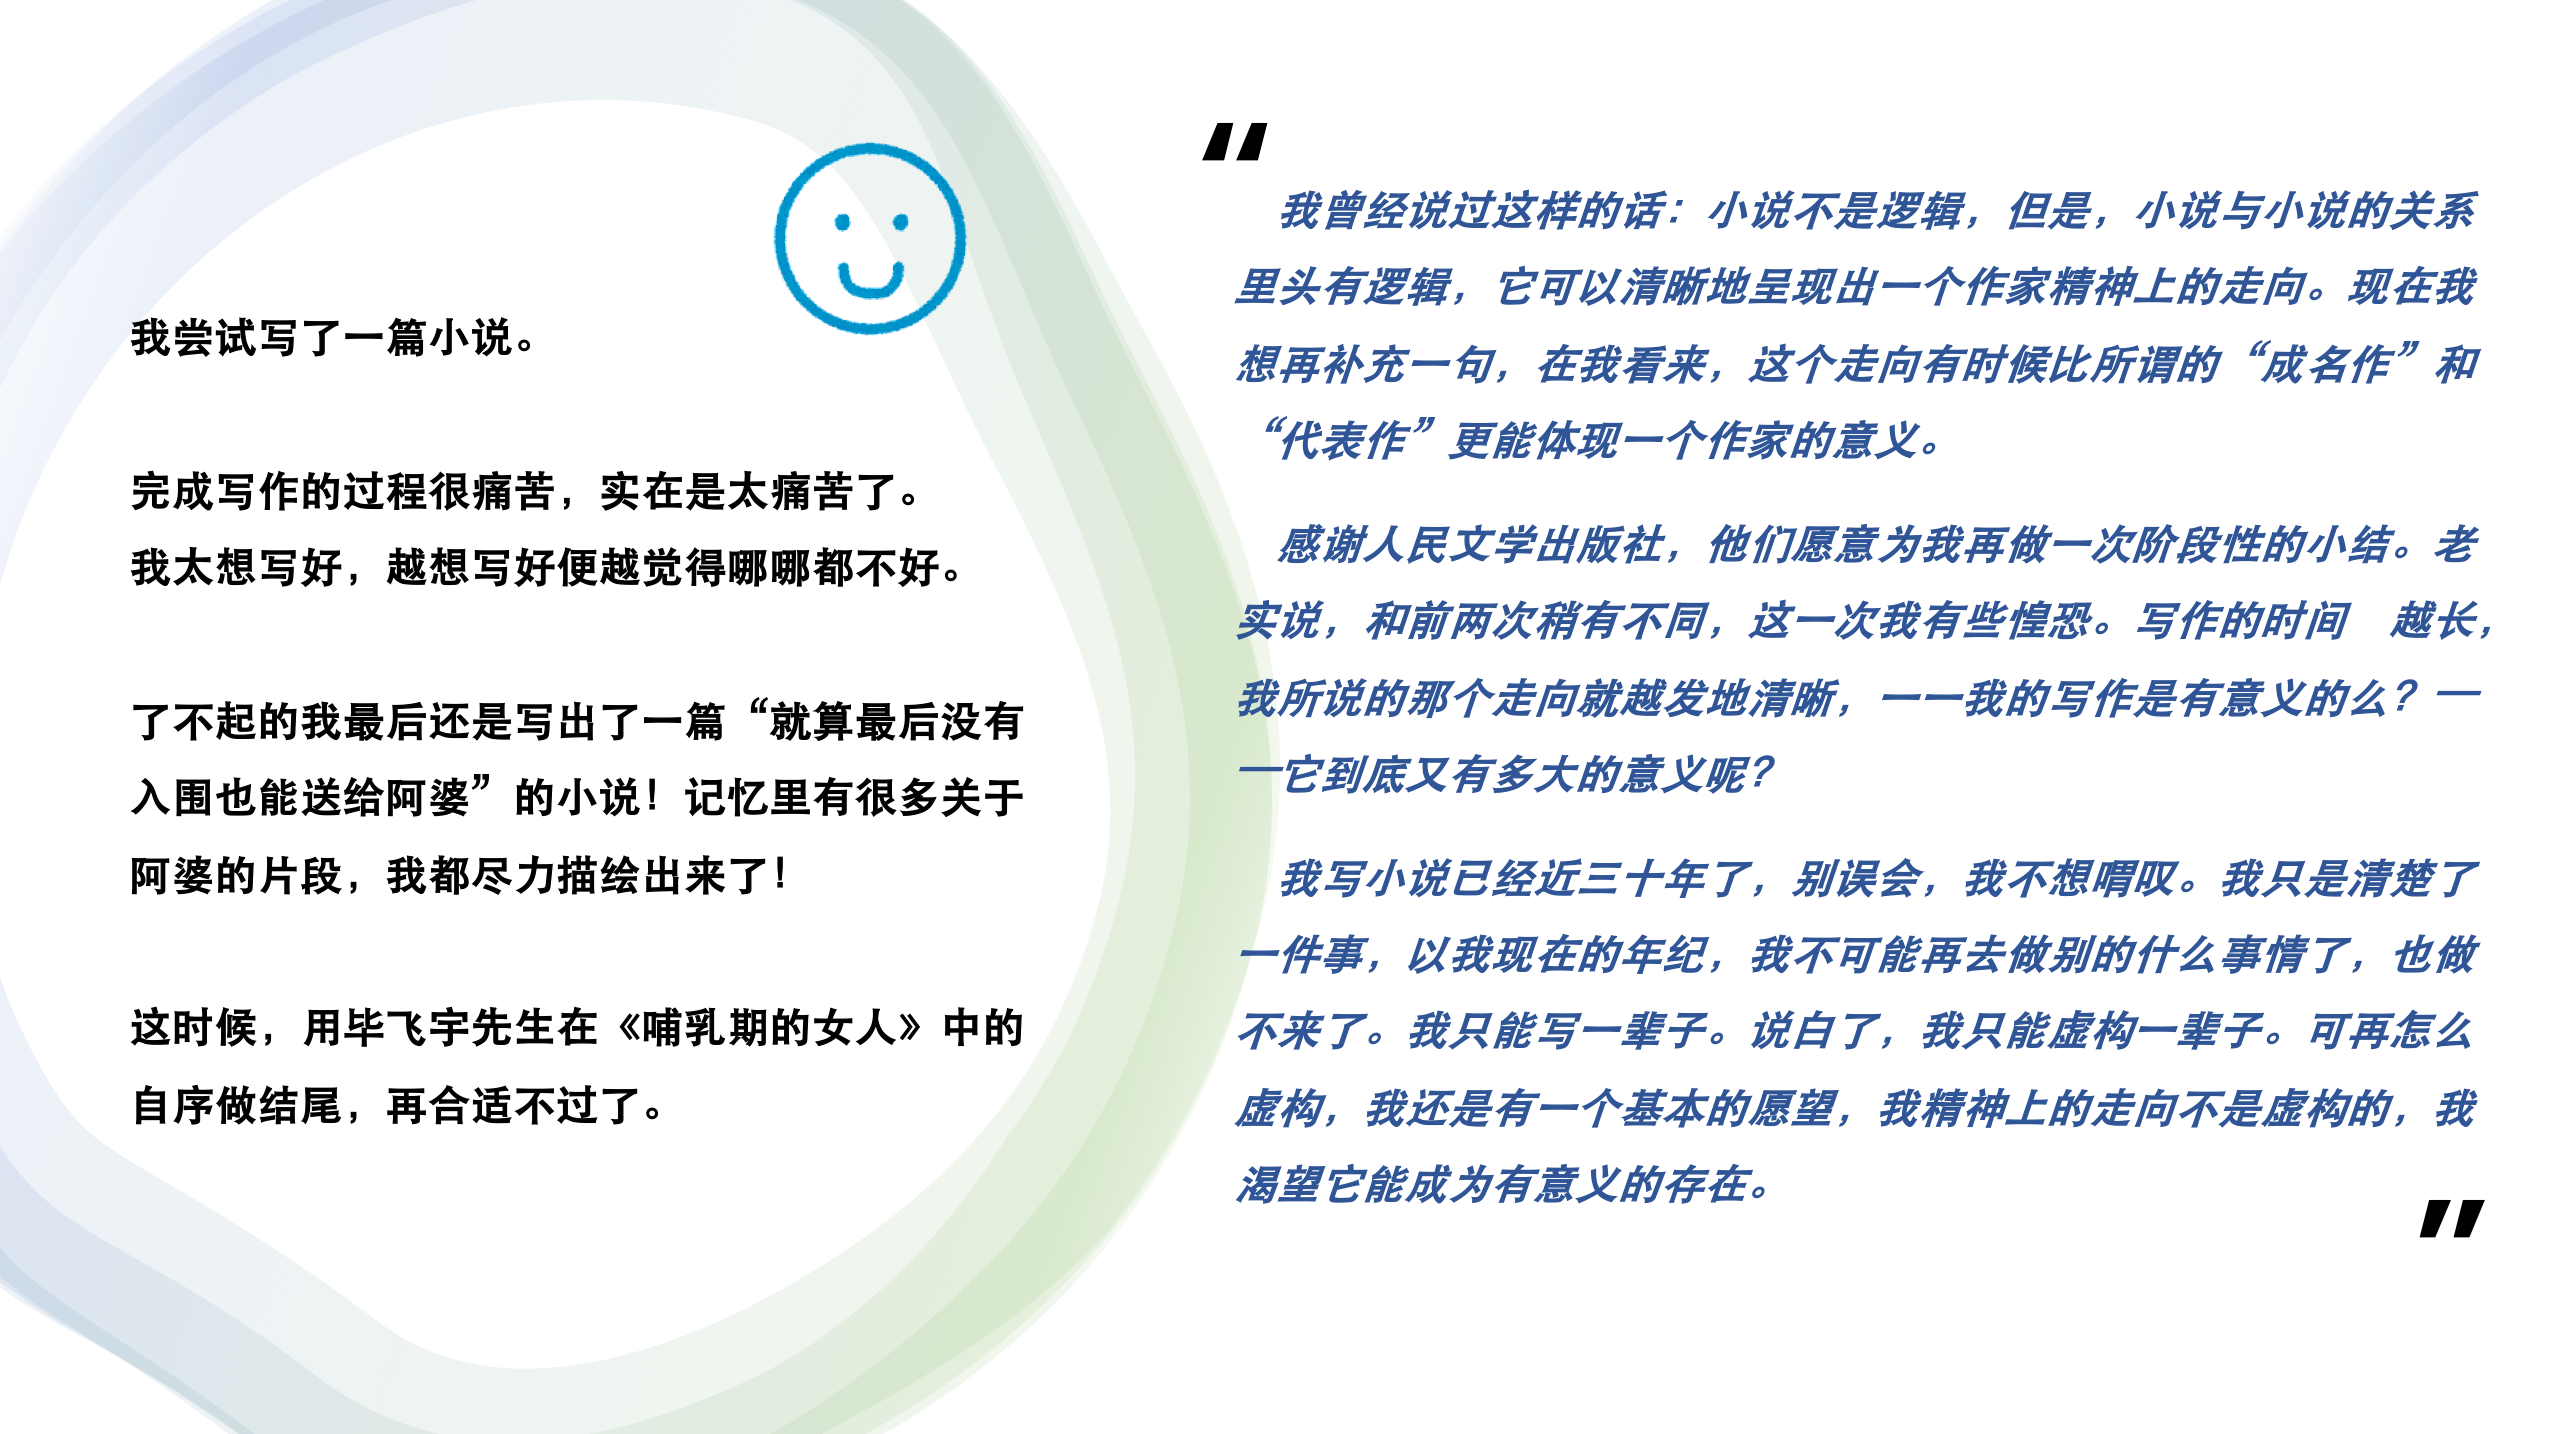 我尝试写了一篇小说。
完成写作的过程很痛苦，实在是太痛苦了。
我太想写好，越想写好便越觉得哪哪都不好。
了不起的我最后还是写出了一篇“就算最后没有
入围也能送给阿婆”的小说！记忆里有很多关于
阿婆的片段，我都尽力描绘出来了！
这时候，用毕飞宇先生在《哺乳期的女人》中的
自序做结尾，再合适不过了。
“
我曾经说过这样的话：小说不是逻辑，但是，小说与小说的关系
里头有逻辑，它可以清晰地呈现出一个作家精神上的走向。现在我
想再补充一句，在我看来，这个走向有时候比所谓的“成名作”和
“代表作”更能体现一个作家的意义。
感谢人民文学出版社，他们愿意为我再做一次阶段性的小结。老
实说，和前两次稍有不同，这一次我有些惶恐。写作的时间　越长，
我所说的那个走向就越发地清晰，一一我的写作是有意义的么？—
—它到底又有多大的意义呢？
我写小说已经近三十年了，别误会，我不想喟叹。我只是清楚了
一件事，以我现在的年纪，我不可能再去做别的什么事情了，也做
不来了。我只能写一辈子。说白了，我只能虚构一辈子。可再怎么
虚构，我还是有一个基本的愿望，我精神上的走向不是虚构的，我
渴望它能成为有意义的存在。
”